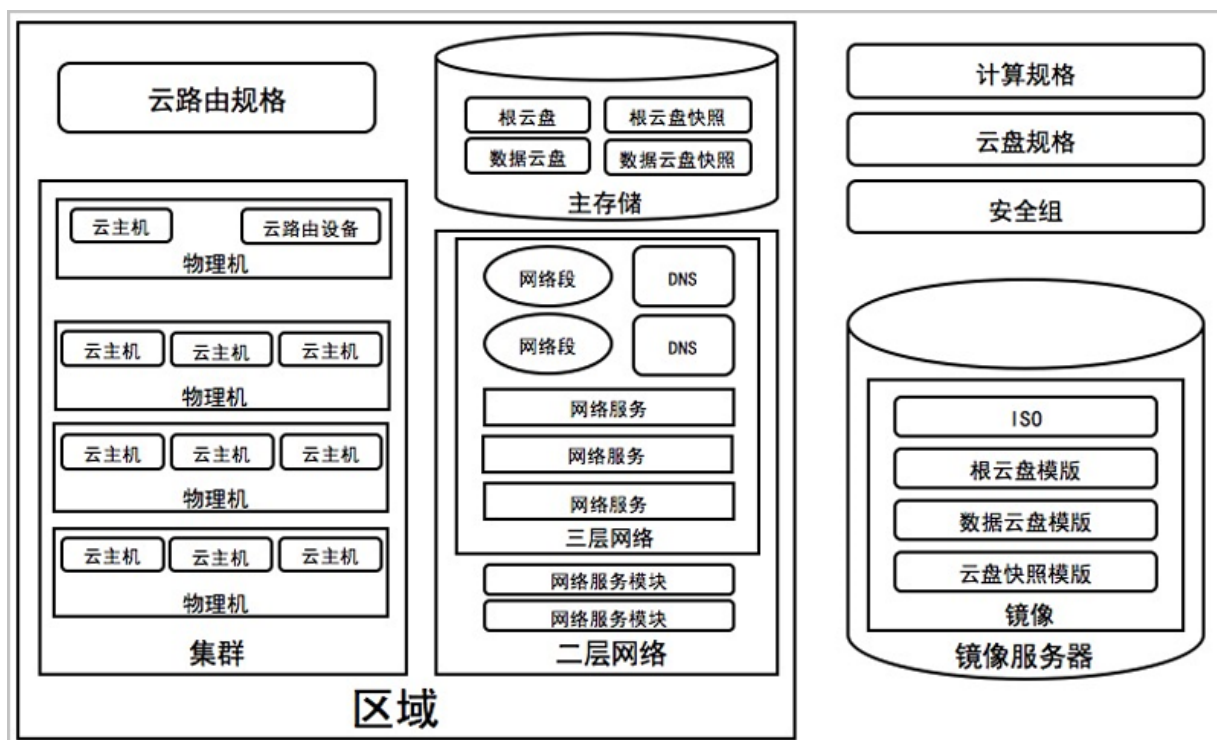 云路由规格
云主机
云路由设备
物理机
云主机
云主机
云主机
物理机
云主机
云主机
云主机
物理机
云主机
云主机
云主机
物理机
集群
根云盘
根云盘快照
数据云盘
数据云盘快照
主存储
网络段
DNS
网络段
DNS
网络服务
网络服务
网络服务
三层网络
网络服务模块
网络服务模块
二层网络
区域
计算规格
云盘规格
安全组
ISO
根云盘模版
数据云盘模版
云盘快照模版
镜像
镜像服务器